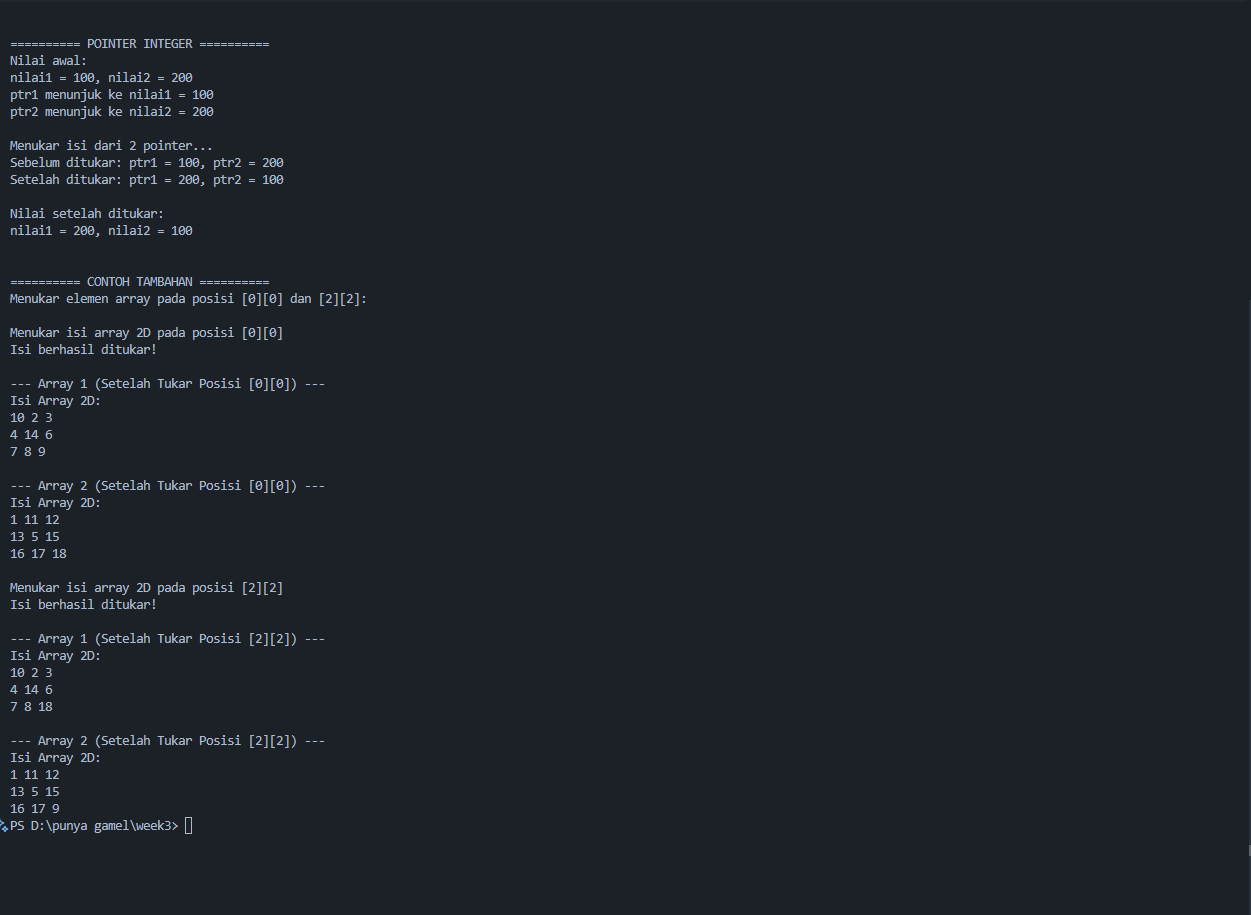 ========== POINTER INTEGER ==========
Nilai awal:
nilai1 = 100, nilai2 = 200
ptr1 menunjuk ke nilai1 = 100
ptr2 menunjuk ke nilai2 = 200
Menukar isi dari 2 pointer...
Sebelum ditukar: ptr1 = 100, ptr2 = 200
Setelah ditukar: ptr1 = 200, ptr2 = 100
Nilai setelah ditukar:
nilai1 = 200, nilai2 = 100
========== CONTOH TAMBAHAN ==========
Menukar elemen array pada posisi [0][0] dan [2][2]:
Menukar isi array 2D pada posisi [0][0]
Isi berhasil ditukar!
--- Array 1 (Setelah Tukar Posisi [0][0]) ---
Isi Array 2D:
10 2 3
4 14 6
7 8 9
--- Array 2 (Setelah Tukar Posisi [0][0]) ---
Isi Array 2D:
1 11 12
13 5 15
16 17 18
Menukar isi array 2D pada posisi [2][2]
Isi berhasil ditukar!
--- Array 1 (Setelah Tukar Posisi [2][2]) ---
Isi Array 2D:
10 2 3
4 14 6
7 8 18
--- Array 2 (Setelah Tukar Posisi [2][2]) ---
Isi Array 2D:
1 11 12
13 5 15
16 17 9
PS D:\punya gamel\week3>